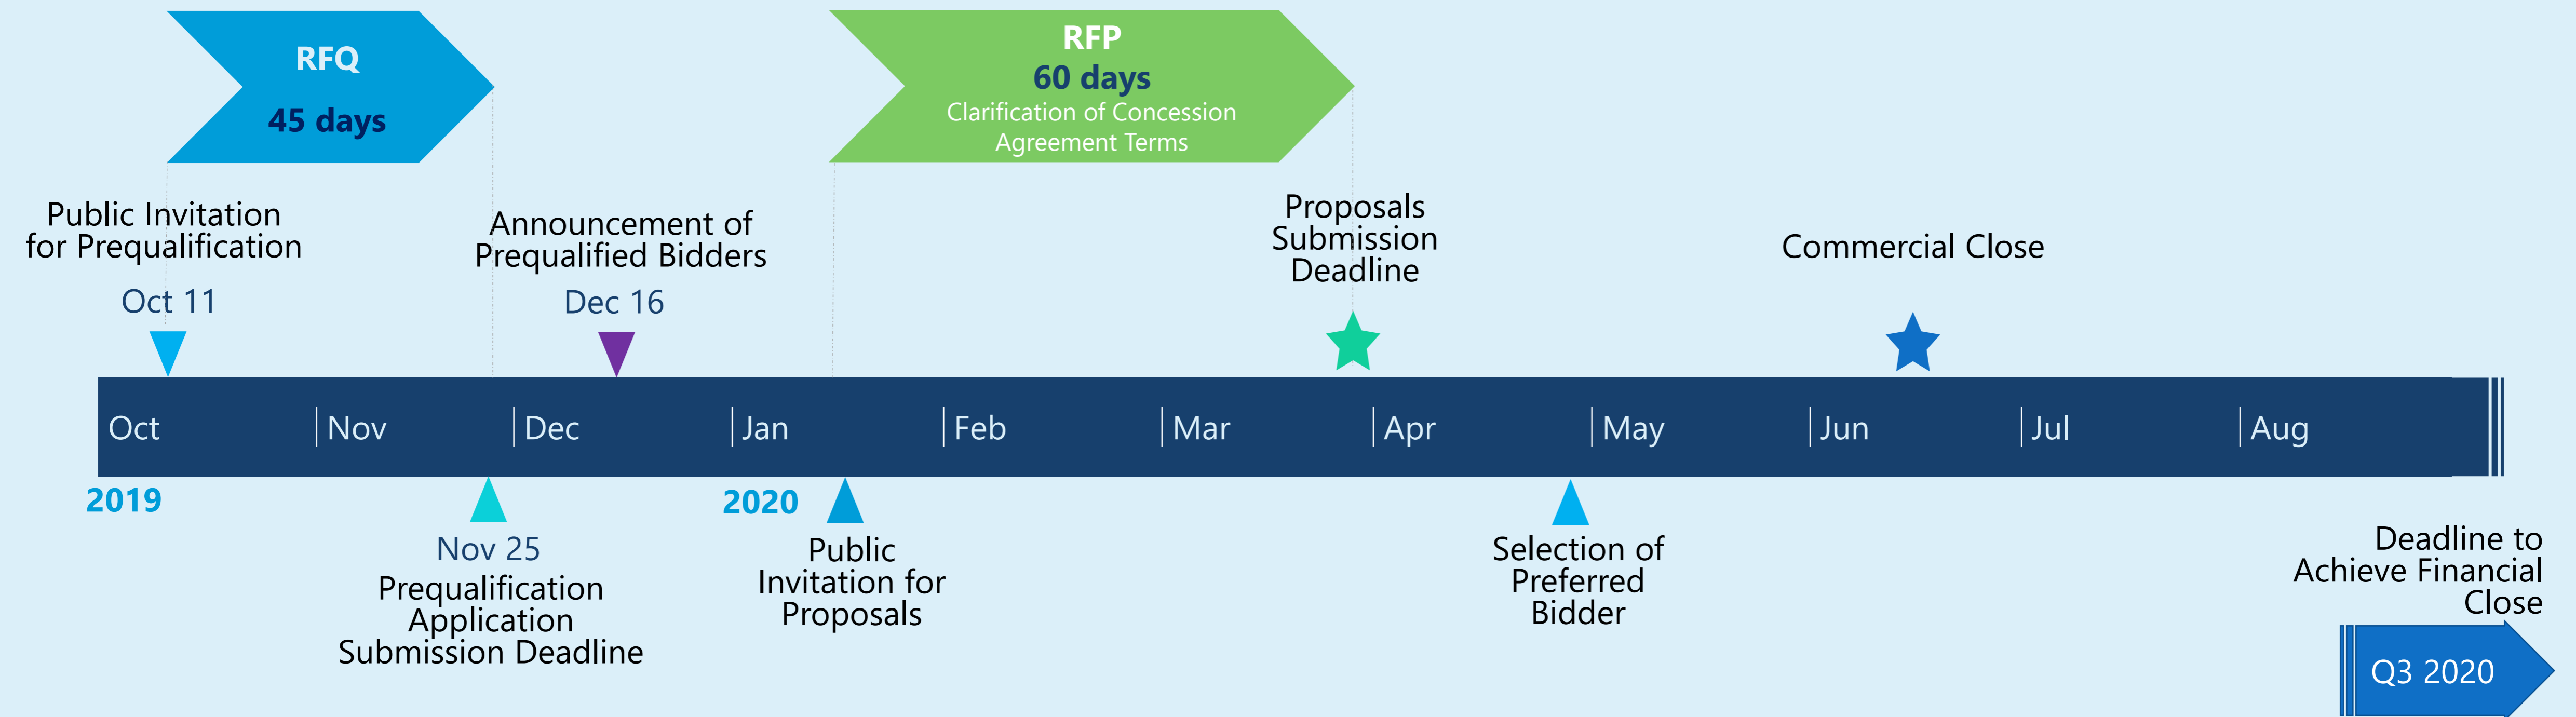 RFQ
45 days
RFP
60 days
Clarification of Concession
Agreement Terms
Public Invitation
for Prequalification
Oct 11
Announcement of
Prequalified Bidders
Dec 16
Proposals
Submission
Deadline
Commercial Close
Oct
Nov
Dec
Jan
Feb
Mar
Apr
May
Jun
Jul
Aug
2019
2020
Nov 25
Prequalification
Application
Submission Deadline
Public
Invitation for
Proposals
Selection of
Preferred
Bidder
Deadline to
Achieve Financial
Close
Q3 2020